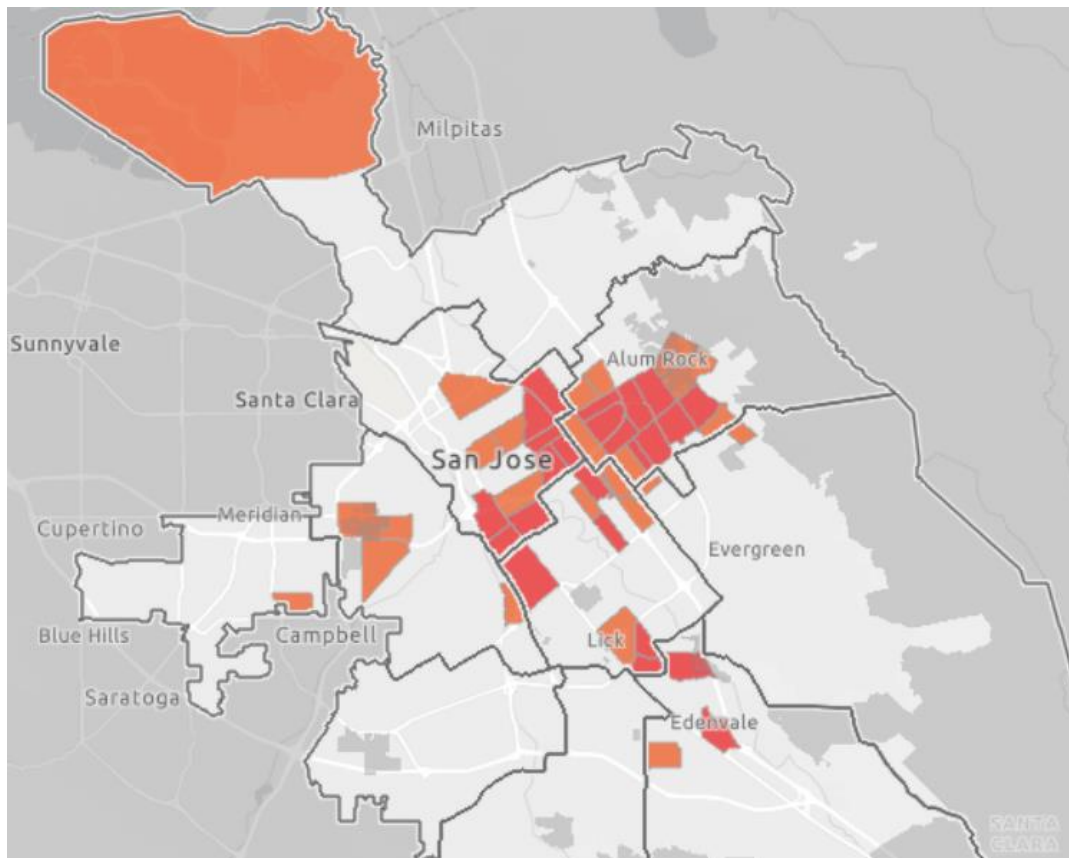 Milpitas
Sunnyvale
Alum Rock
Santa Clara
San Jose
Meridian
Cupertino
Evergreen
Blue Hills
Campbell
Lick
Saratoga
Edenvale
SANTA
CLARA